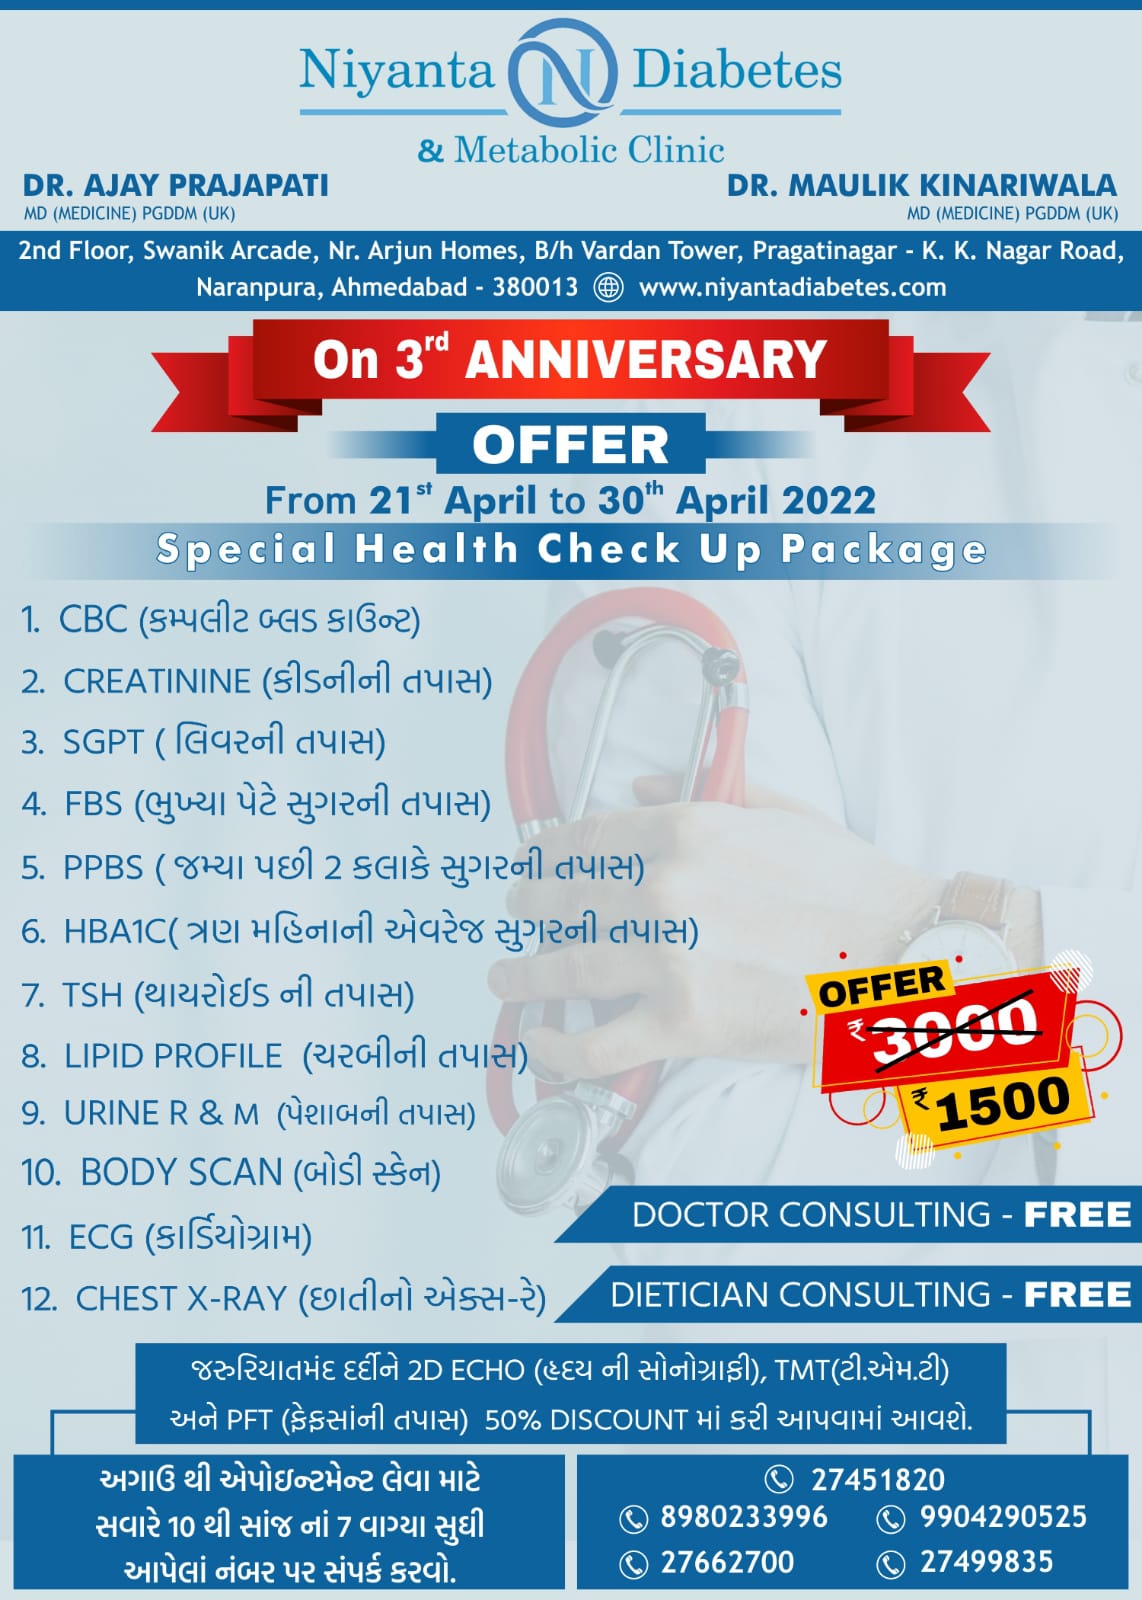 Niyanta N Diabetes
& Metabolic Clinic
DR. AJAY PRAJAPATI
MD (MEDICINE) PGDDM (UK)
DR. MAULIK KINARIWALA
MD (MEDICINE) PGDDM (UK)
2nd Floor, Swanik Arcade, Nr. Arjun Homes, B/h Vardan Tower, Pragatinagar - K. K. Nagar Road,
Naranpura, Ahmedabad - 380013 www.niyantadiabetes.com
On 3rd ANNIVERSARY
OFFER
From 21st April to 30th April 2022
Special Health Check Up Package
1. CBC (કમ્પલીટ બ્લડ કાઉન્ટ)
2. CREATININE (કીડનીની તપાસ)
3. SGPT ( લિવરની તપાસ)
4. FBS (ભુખ્યા પેટે સુગરની તપાસ)
5. PPBS ( જમ્યા પછી 2 કલાકે સુગરની તપાસ)
6. HBA1C( ત્રણ મહિનાની એવરેજ સુગરની તપાસ)
7. TSH (થાયરોઈડ ની તપાસ)
8. LIPID PROFILE (ચરબીની તપાસ)
9. URINE R & M (પેશાબની તપાસ)
10. BODY SCAN (બોડી સ્કેન)
11. ECG (કાર્ડિયોગ્રામ)
12. CHEST X-RAY (છાતીનો એક્સ-રે)
OFFER
₹ 3000
₹ 1500
DOCTOR CONSULTING - FREE
DIETICIAN CONSULTING - FREE
જરુરિયાતમંદ દર્દીને 2D ECHO (હૃદય ની સોનોગ્રાફી), TMT(ટી.એમ.ટી)
અને PFT (ફેફસાંની તપાસ) 50% DISCOUNT માં કરી આપવામાં આવશે.
અગાઉ થી એપોઇન્ટમેન્ટ લેવા માટે
સવારે 10 થી સાંજ નાં 7 વાગ્યા સુધી
આપેલાં નંબર પર સંપર્ક કરવો.
27451820
8980233996 9904290525
27662700 27499835